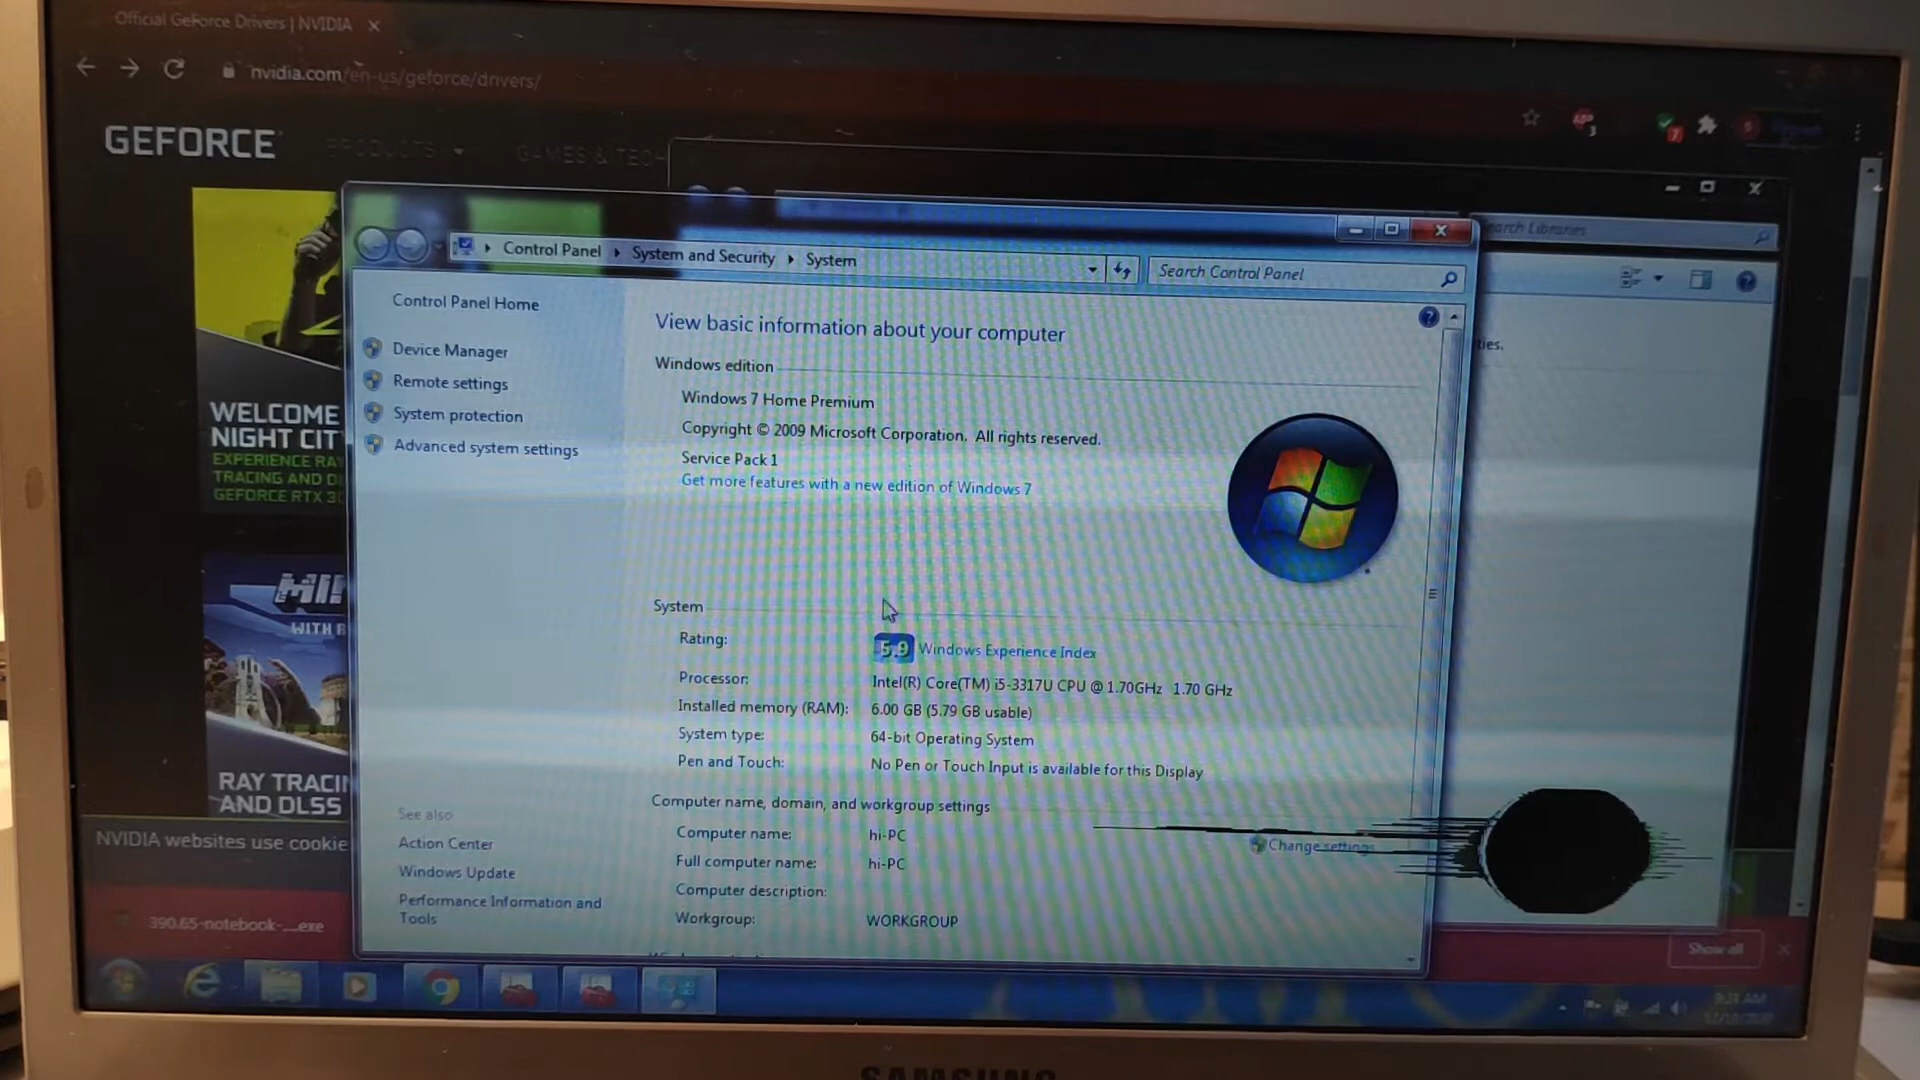 Official GeForce Drivers | NVIDIA
nvidia.com/en-us/geforce/drivers/
GEFORCE
PRODUCTS
GAMES & TECH
Search Libraries
Control Panel
System and Security
System
Search Control Panel
Control Panel Home
Device Manager
Remote settings
System protection
Advanced system settings
See also
Action Center
Windows Update
Performance Information and
Tools
View basic information about your computer
Windows edition
Windows 7 Home Premium
Copyright © 2009 Microsoft Corporation. All rights reserved.
Service Pack 1
Get more features with a new edition of Windows 7
System
Rating:
5.9 Windows Experience Index
Processor:
Intel(R) Core(TM) i5-3317U CPU @ 1.70GHz 1.70 GHz
Installed memory (RAM):
6.00 GB (5.79 GB usable)
System type:
64-bit Operating System
Pen and Touch:
No Pen or Touch Input is available for this Display
Computer name, domain, and workgroup settings
Computer name:
hi-PC
Change settings
Full computer name:
hi-PC
Computer description:
Workgroup:
WORKGROUP
ties.
WELCOME
NIGHT CIT
EXPERIENCE RA
TRACING AND D
GEFORCE RTX 30
WITH R
RAY TRACI
AND DLSS
NVIDIA websites use cookie
390.65-notebook-....exe
Show all
SAMSUNG